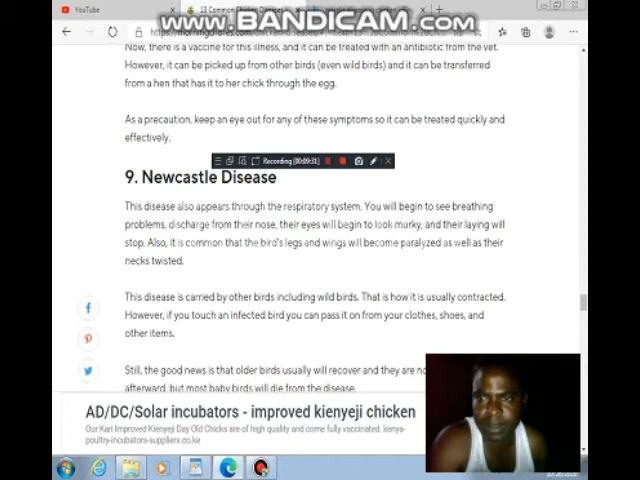 YouTube
13 Common Chicken Diseases
WWW.BANDICAM.COM
Now, there is a vaccine for this illness, and it can be treated with an antibiotic from the vet.
However, it can be picked up from other birds (even wild birds) and it can be transferred
from a hen that has it to her chick through the egg.
As a precaution, keep an eye out for any of these symptoms so it can be treated quickly and
effectively.
Recording [00:09:31]
9. Newcastle Disease
This disease also appears through the respiratory system. You will begin to see breathing
problems, discharge from their nose, their eyes will begin to look murky, and their laying will
stop. Also, it is common that the bird's legs and wings will become paralyzed as well as their
necks twisted.
This disease is carried by other birds including wild birds. That is how it is usually contracted.
However, if you touch an infected bird you can pass it on from your clothes, shoes, and
other items.
Still, the good news is that older birds usually will recover and they are no
afterward, but most baby birds will die from the disease.
AD/DC/Solar incubators - improved kienyeji chicken
Our Kari Improved Kienyeji Day Old Chicks are of high quality and come fully vaccinated. kenya-
poultry-incubators-suppliers.co.ke